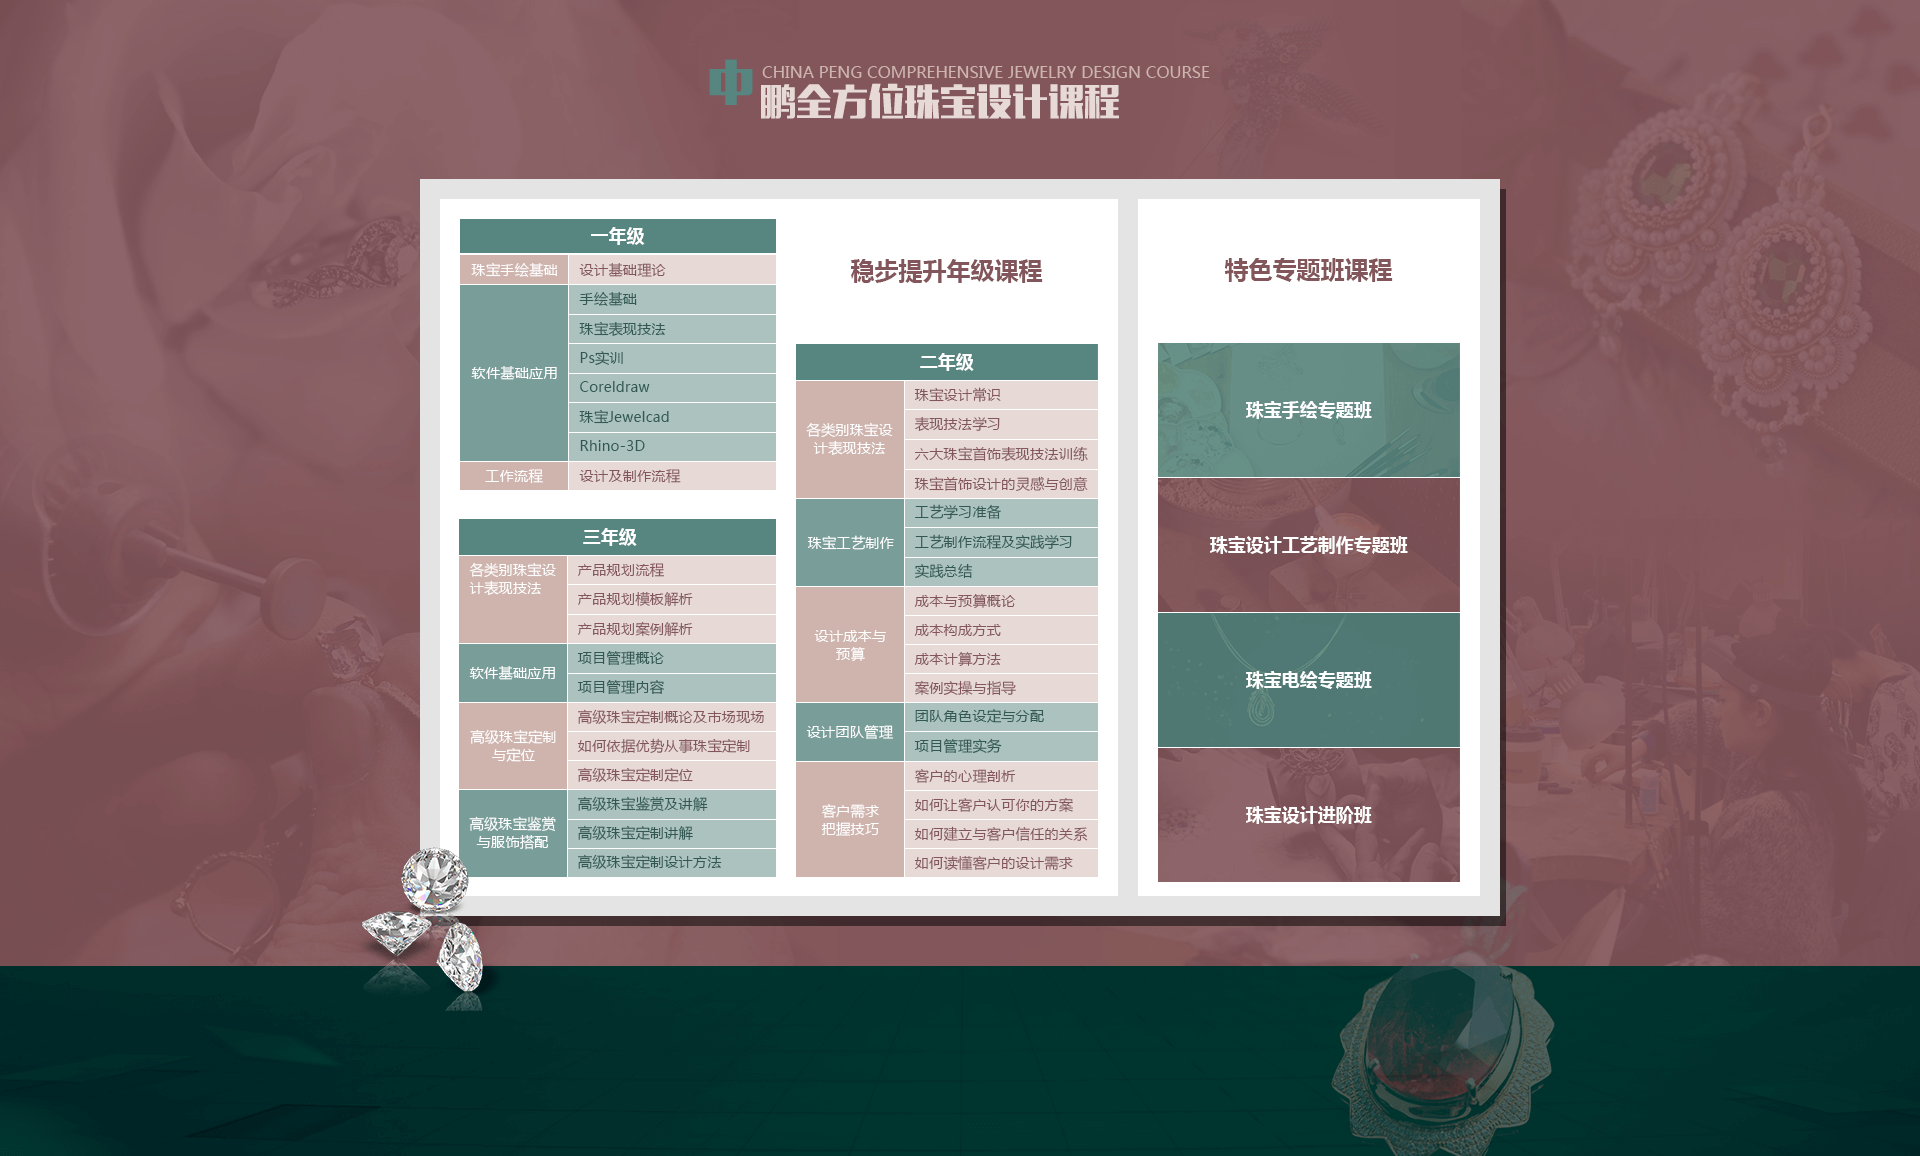 CHINA PENG COMPREHENSIVE JEWELRY DESIGN COURSE
中鹏全方位珠宝设计课程
一年级
珠宝手绘基础
设计基础理论
软件基础应用
手绘基础
珠宝表现技法
Ps实训
Coreldraw
珠宝Jewelcad
Rhino-3D
工作流程
设计及制作流程
三年级
各类别珠宝设
计表现技法
产品规划流程
产品规划模板解析
产品规划案例解析
软件基础应用
项目管理概论
项目管理内容
高级珠宝定制
与定位
高级珠宝定制概论及市场现场
如何依据优势从事珠宝定制
高级珠宝定制定位
高级珠宝鉴赏
与服饰搭配
高级珠宝鉴赏及讲解
高级珠宝定制讲解
高级珠宝定制设计方法
稳步提升年级课程
二年级
各类别珠宝设
计表现技法
珠宝设计常识
表现技法学习
六大珠宝首饰表现技法训练
珠宝首饰设计的灵感与创意
珠宝工艺制作
工艺学习准备
工艺制作流程及实践学习
实践总结
设计成本与
预算
成本与预算概论
成本构成方式
成本计算方法
案例实操与指导
设计团队管理
团队角色设定与分配
项目管理实务
客户需求
把握技巧
客户的心理剖析
如何让客户认可你的方案
如何建立与客户信任的关系
如何读懂客户的设计需求
特色专题班课程
珠宝手绘专题班
珠宝设计工艺制作专题班
珠宝电绘专题班
珠宝设计进阶班